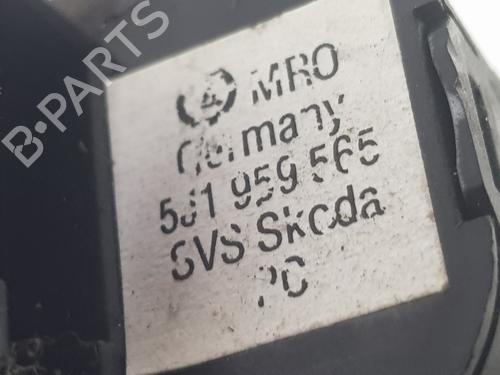 B-PARTS
MRO
Germany
5J1 959 565
SVS Skoda
PC